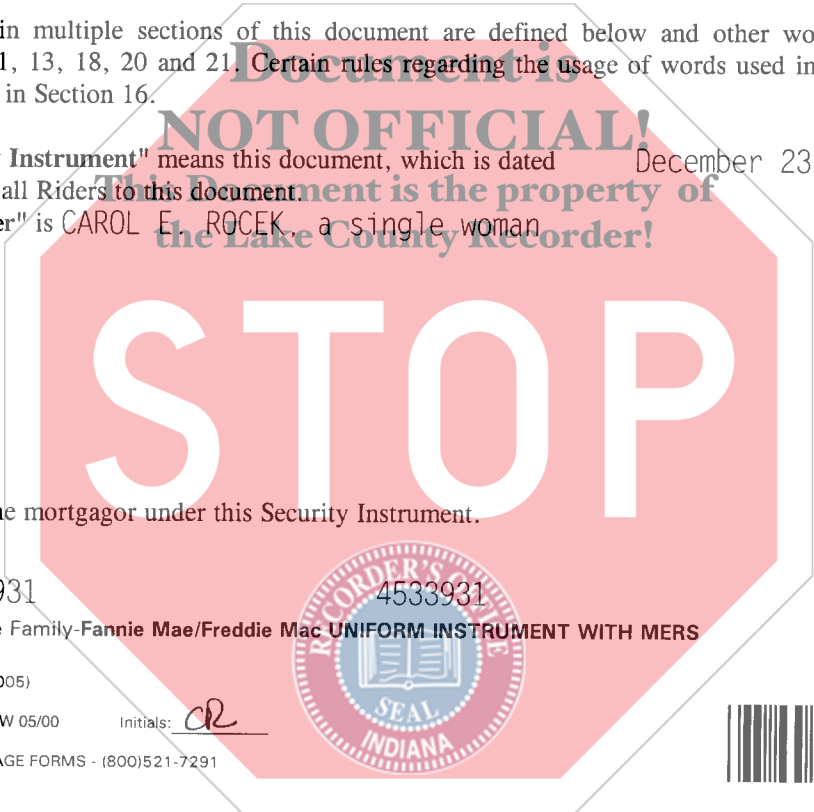 in multiple sections of this document are defined below and other wo
1, 13, 18, 20 and 21. Certain rules regarding the usage of words used in
in Section 16.
Document is
NOT OFFICIAL!
This Document is the property of
the Lake County Recorder!
Instrument" means this document, which is dated December 23
all Riders to this document.
er" is CAROL E. ROCEK, a single woman
STOP
e mortgagor under this Security Instrument.
931 4533931
Family-Fannie Mae/Freddie Mac UNIFORM INSTRUMENT WITH MERS
005)
W 05/00 Initials: CR
AGE FORMS - (800)521-7291
RECORDER'S OFFICE
SEAL
INDIANA